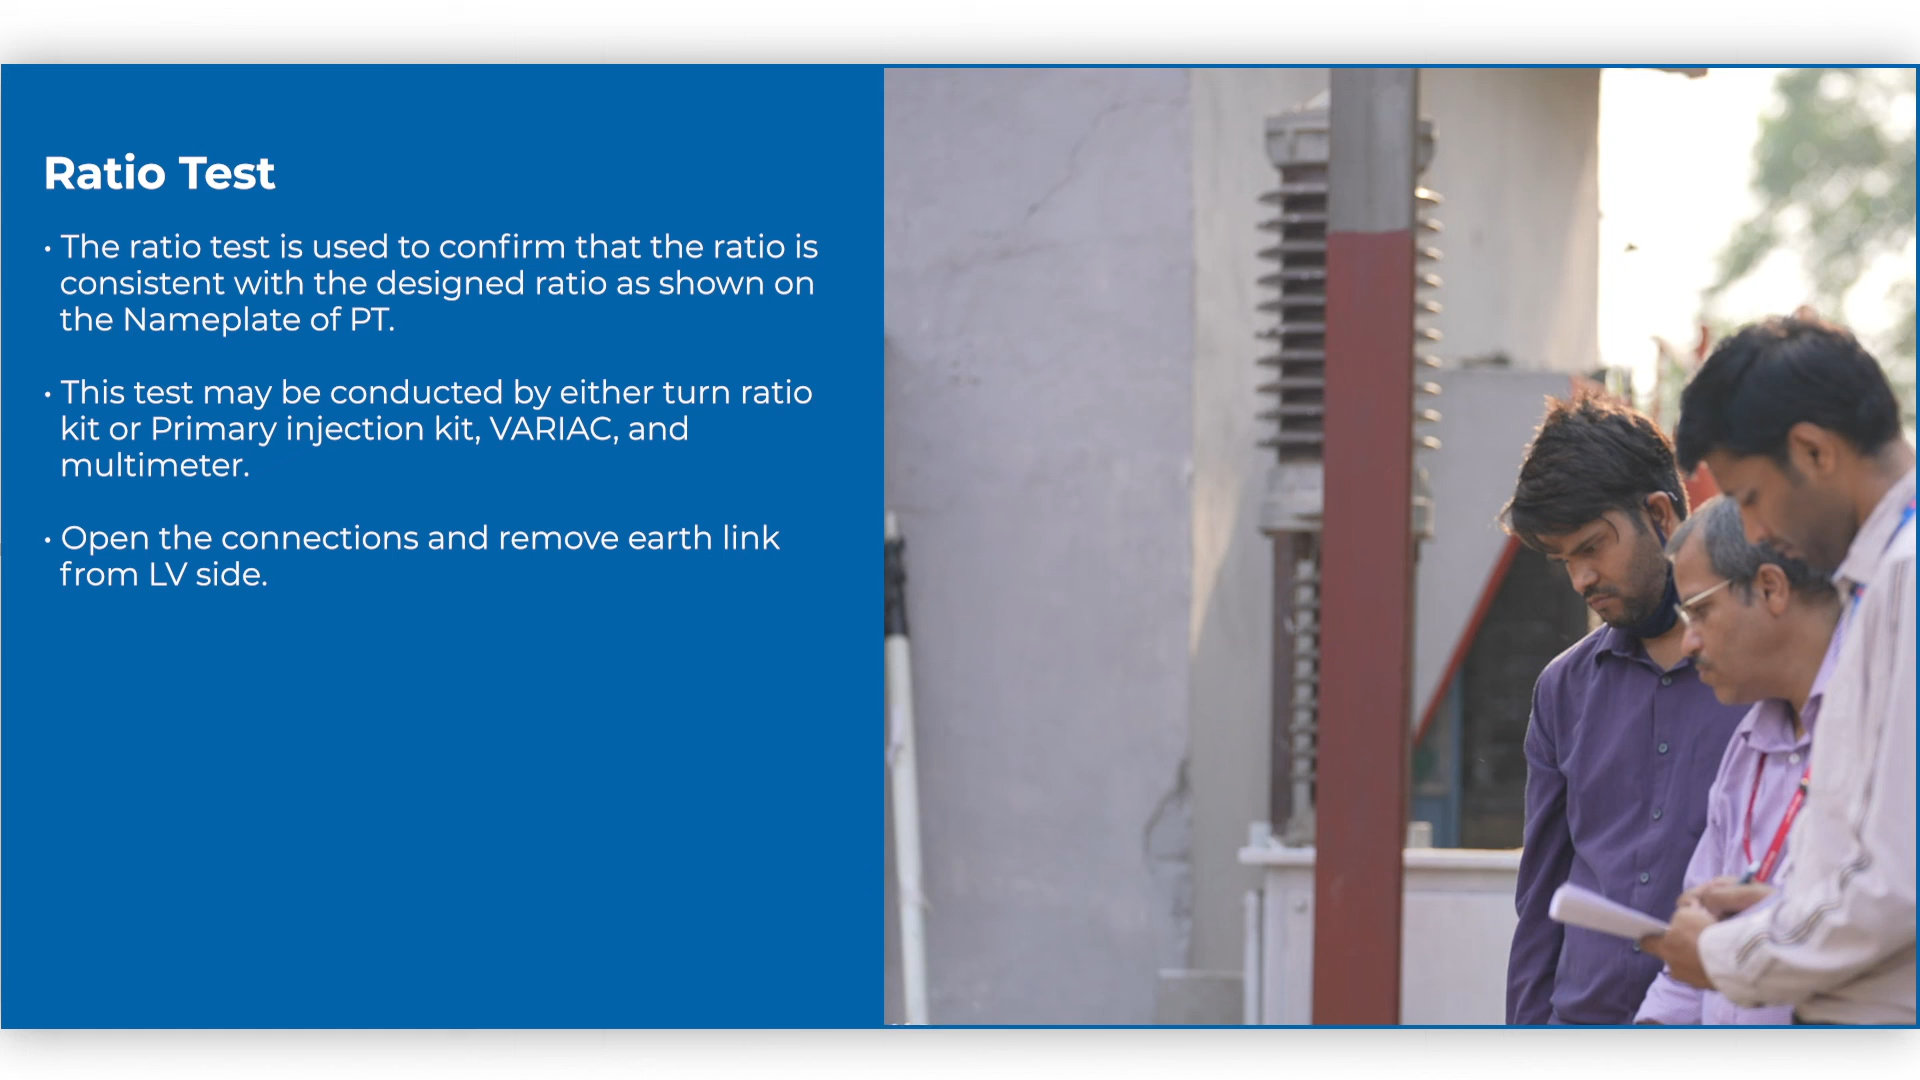 Ratio Test
• The ratio test is used to confirm that the ratio is
consistent with the designed ratio as shown on
the Nameplate of PT.
• This test may be conducted by either turn ratio
kit or Primary injection kit, VARIAC, and
multimeter.
• Open the connections and remove earth link
from LV side.